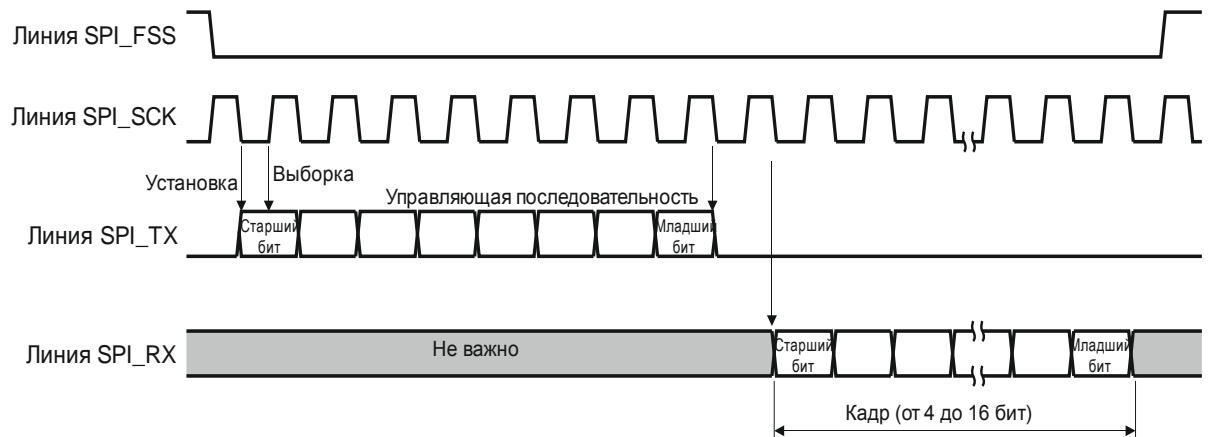 Линия SPI_FSS
Линия SPI_SCK
Установка
Выборка
Управляющая последовательность
Линия SPI_TX
Старший
бит
Младший
бит
Линия SPI_RX
Не важно
Старший
бит
Младший
бит
Кадр (от 4 до 16 бит)